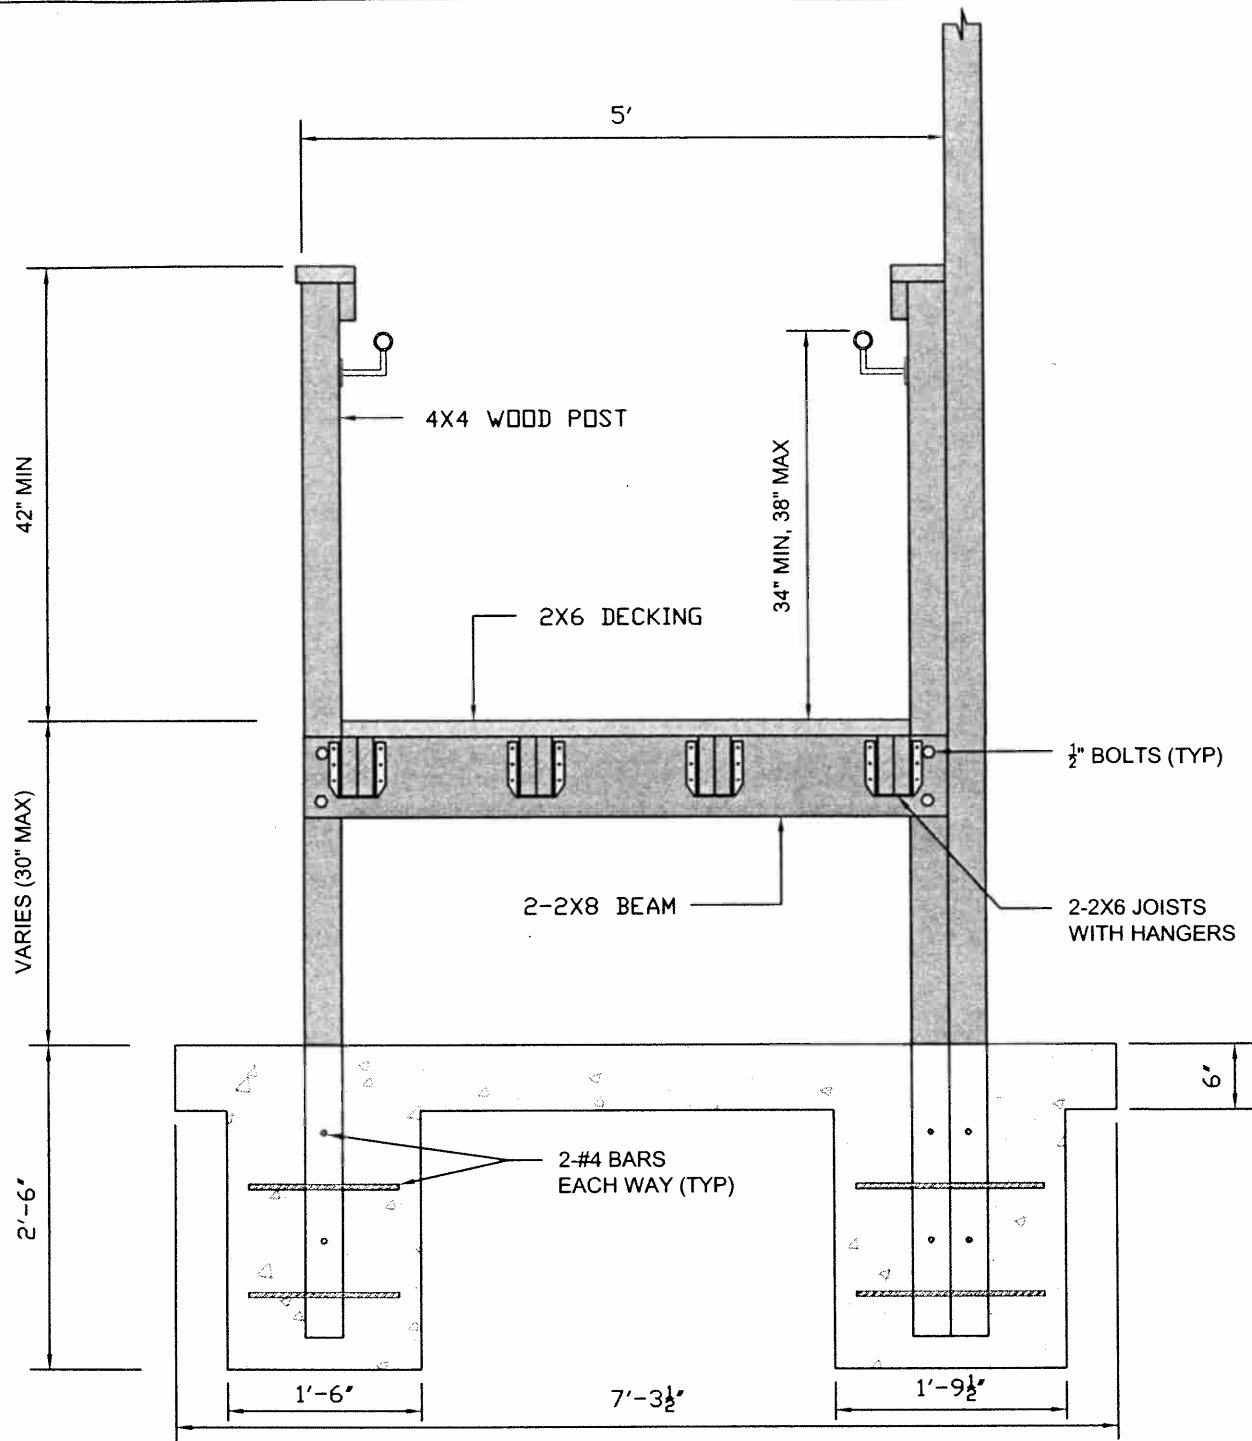 5'
42" MIN
4X4 WOOD POST
34" MIN, 38" MAX
2X6 DECKING
½" BOLTS (TYP)
VARIES (30" MAX)
2-2X8 BEAM
2-2X6 JOISTS
WITH HANGERS
6"
2-#4 BARS
EACH WAY (TYP)
2'-6"
1'-6"
7'-3½"
1'-9½"